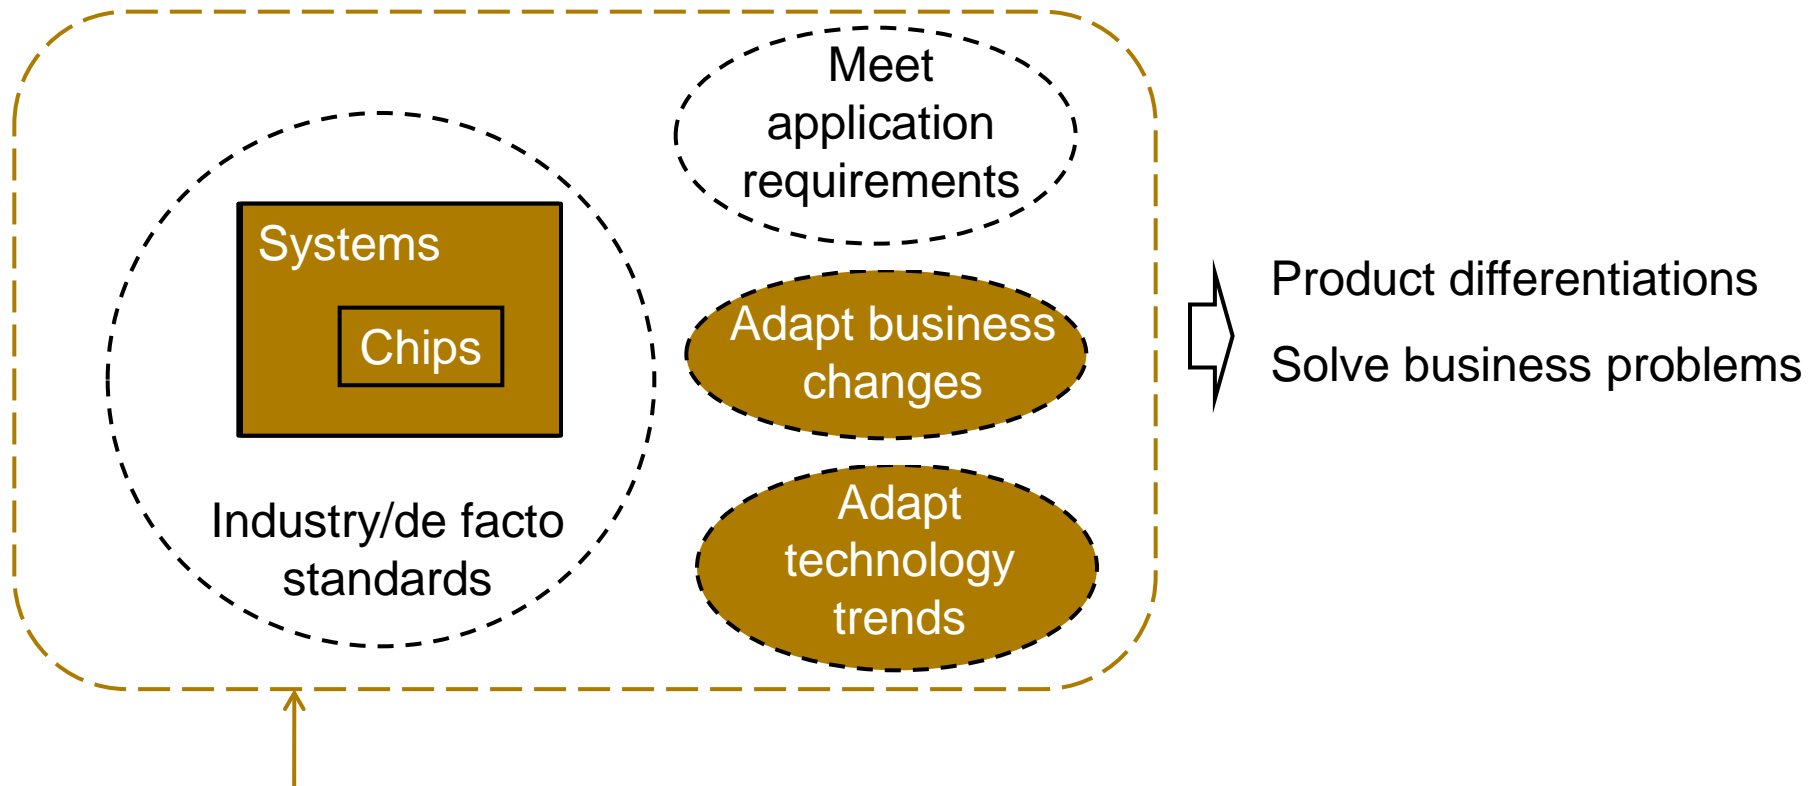 Systems
Chips
Industry/de facto
standards
Meet
application
requirements
Adapt business
changes
Adapt
technology
trends
Product differentiations
Solve business problems